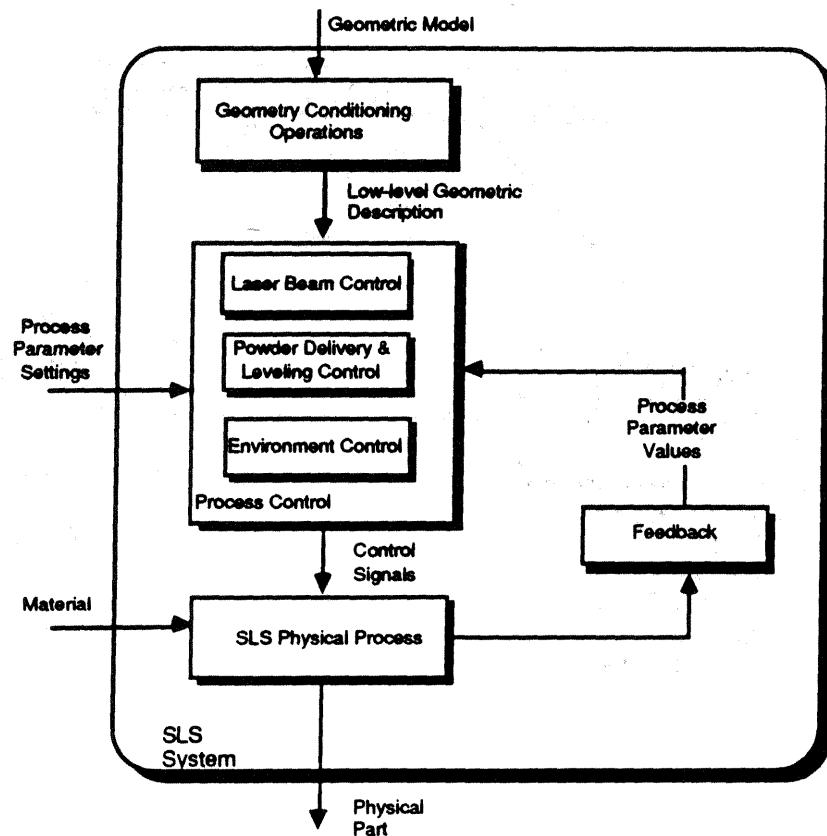 Geometric Model
Geometry Conditioning
Operations
Low-level Geometric
Description
Laser Beam Control
Process
Parameter
Settings
Powder Delivery &
Leveling Control
Environment Control
Process Control
Process
Parameter
Values
Feedback
Control
Signals
Material
SLS Physical Process
SLS
System
Physical
Part